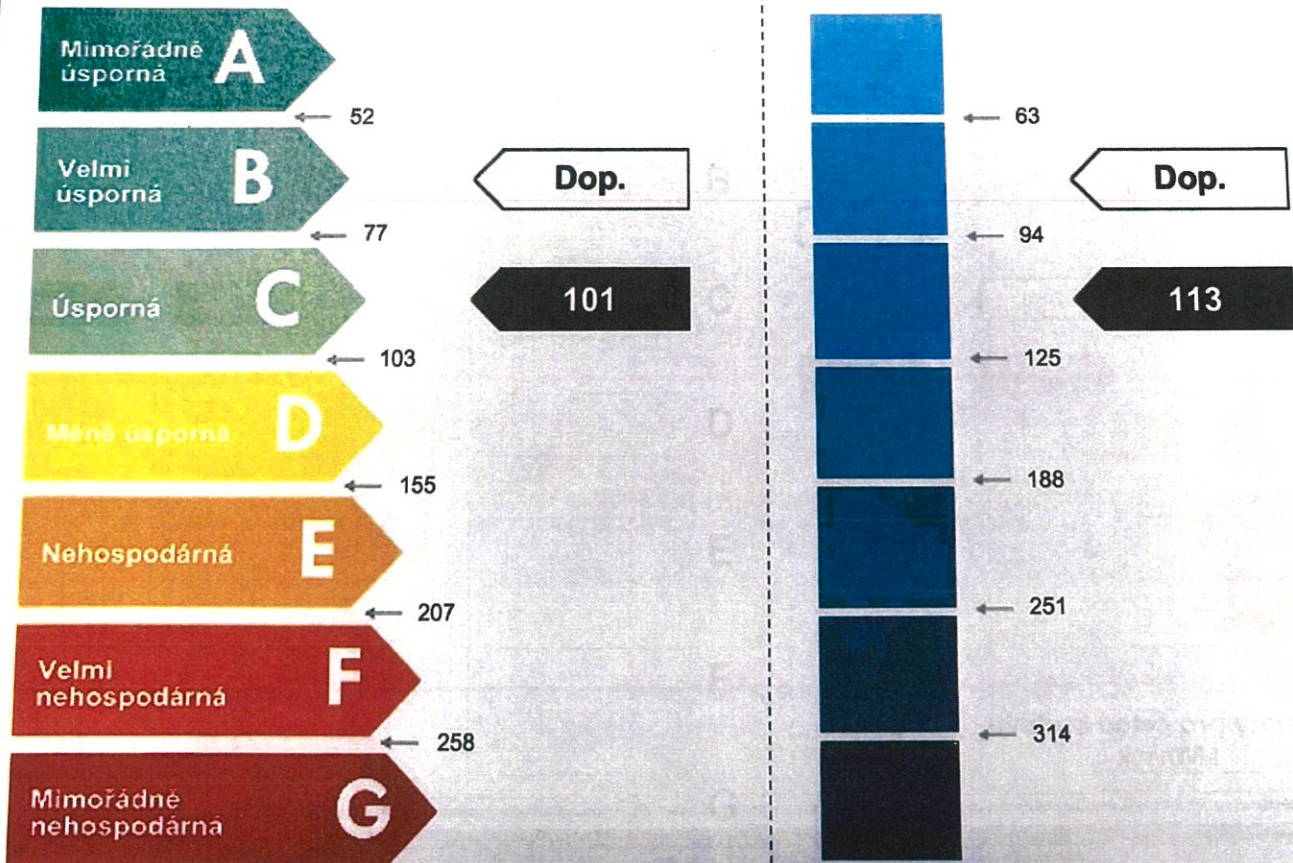 Mimořádně
úsporná
A
52
63
Velmi
úsporná
B
Dop.
Dop.
77
94
Úsporná
C
101
113
103
125
Méně úsporná
D
155
188
Nehospodárná
E
207
251
Velmi
nehospodárná
F
258
314
Mimořádně
nehospodárná
G